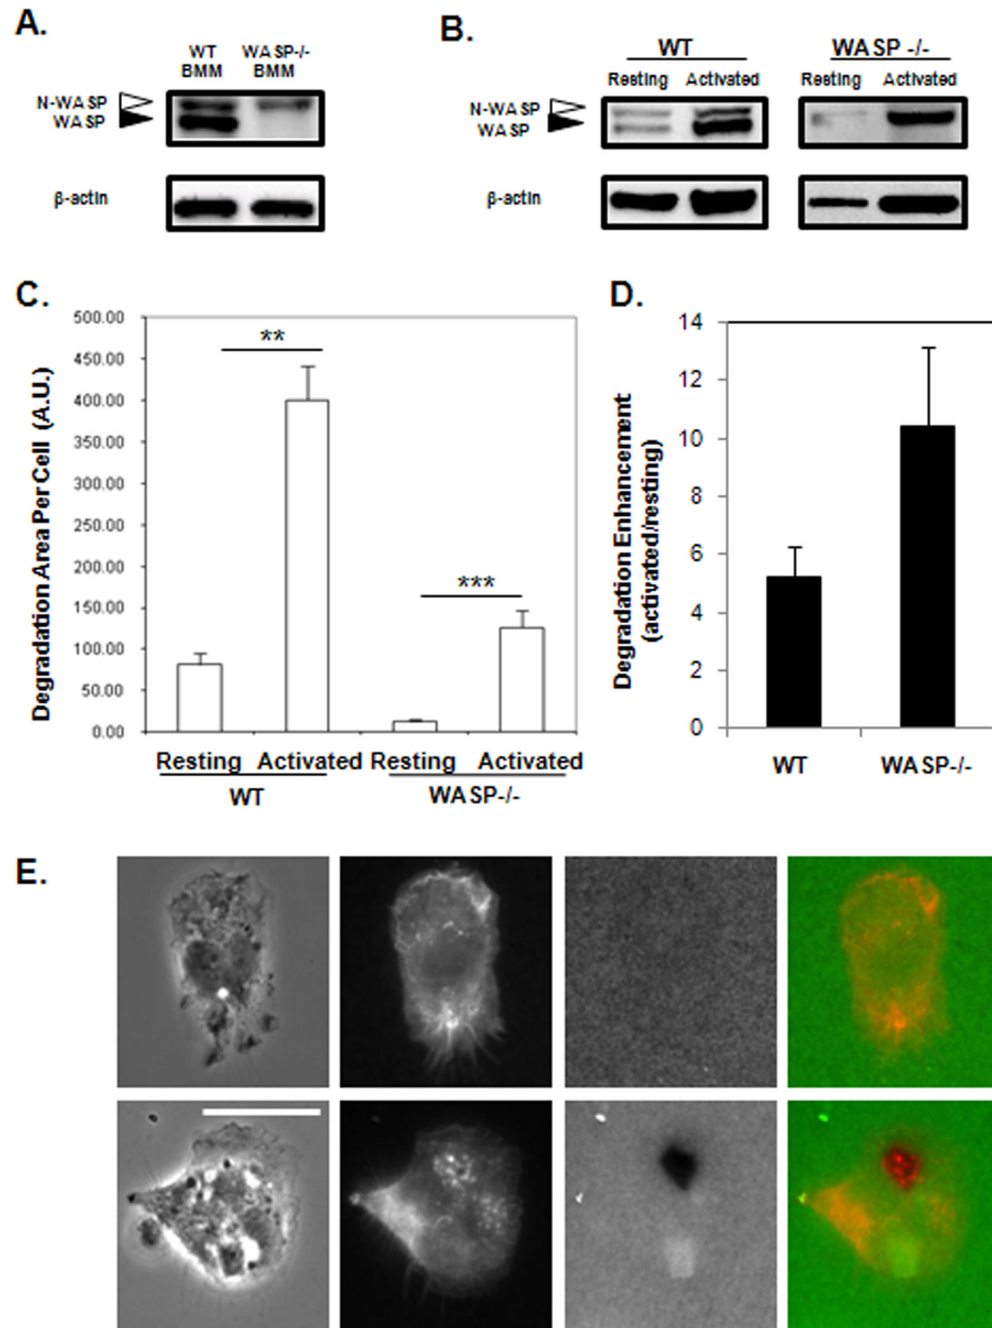 A.
WT WASP-/-
BMM BMM
N-WASP
WASP
β-actin
B.
WT WASP -/-
Resting Activated Resting Activated
N-WASP
WASP
β-actin
C.
Degradation Area Per Cell (A.U.)
500.00
450.00
400.00
350.00
300.00
250.00
200.00
150.00
100.00
50.00
0.00
**
***
Resting Activated Resting Activated
WT WASP-/-
D.
Degradation Enhancement
(activated/resting)
14
12
10
8
6
4
2
0
WT WASP-/-
E.